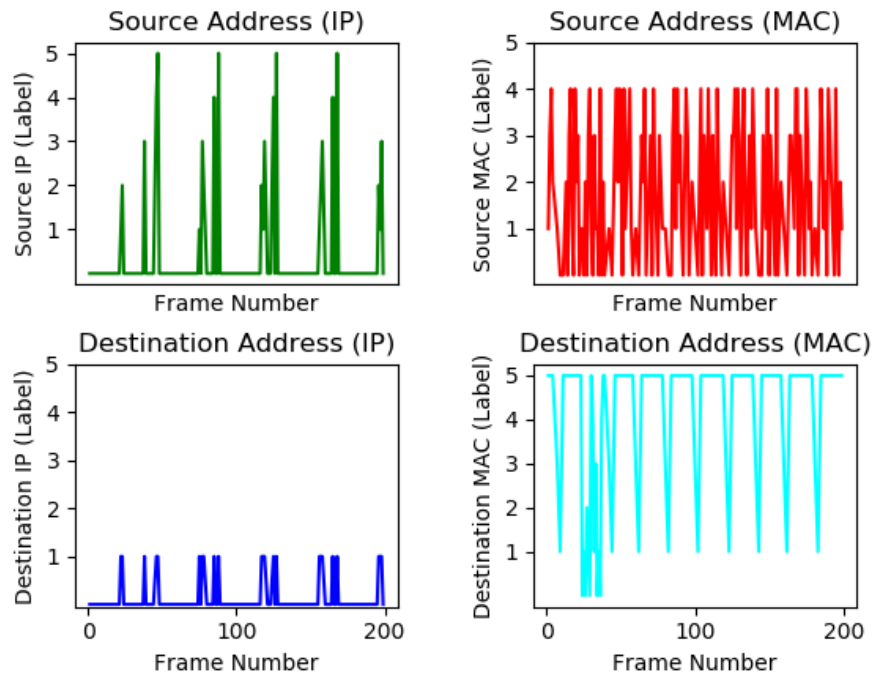 Source Address (IP)
5
4
3
2
1
Source IP (Label)
Frame Number
Source Address (MAC)
5
4
3
2
1
Source MAC (Label)
Frame Number
Destination Address (IP)
5
4
3
2
1
Destination IP (Label)
0 100 200
Frame Number
Destination Address (MAC)
5
4
3
2
1
Destination MAC (Label)
0 100 200
Frame Number